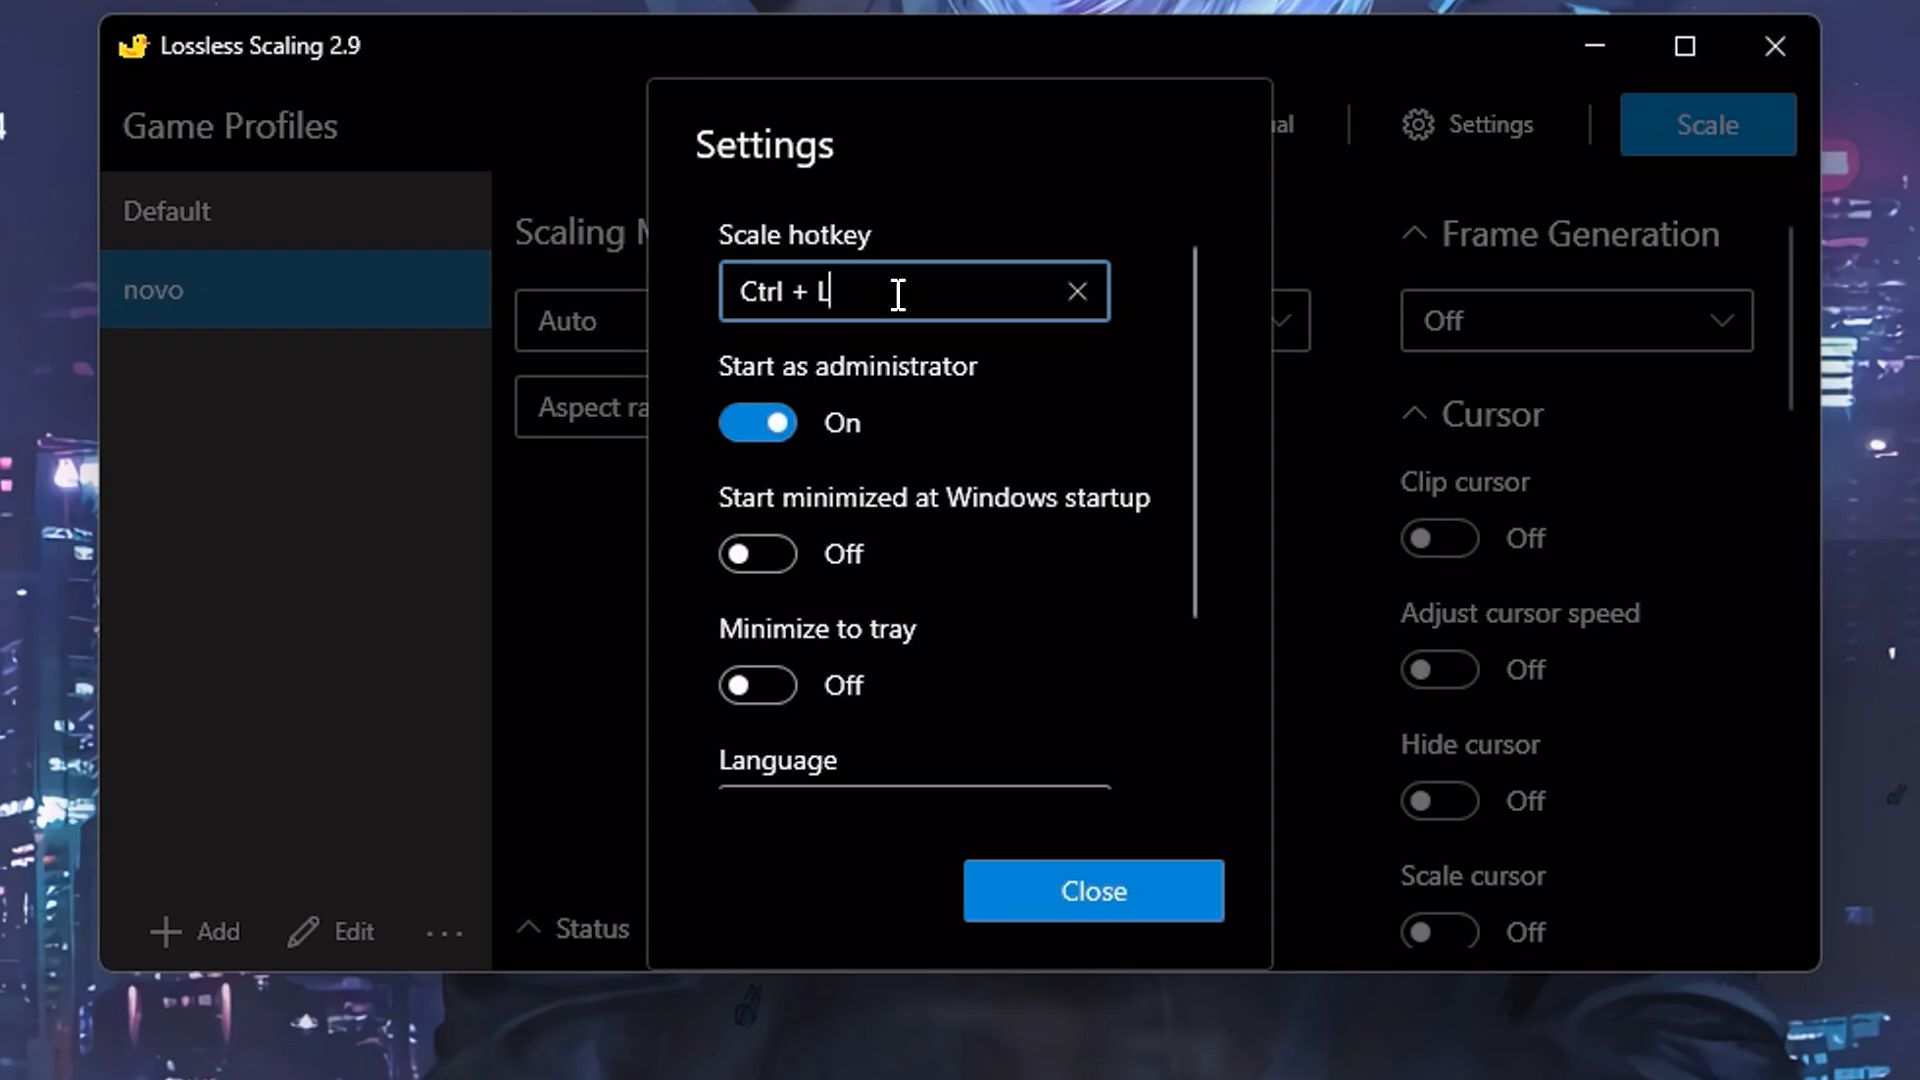 Lossless Scaling 2.9
Game Profiles
Default
novo
Add
Edit
Scaling M
Auto
Aspect ra
Status
Settings
Scale hotkey
Ctrl + L
Start as administrator
On
Start minimized at Windows startup
Off
Minimize to tray
Off
Language
Close
al
Settings
Scale
Frame Generation
Off
Cursor
Clip cursor
Off
Adjust cursor speed
Off
Hide cursor
Off
Scale cursor
Off
4